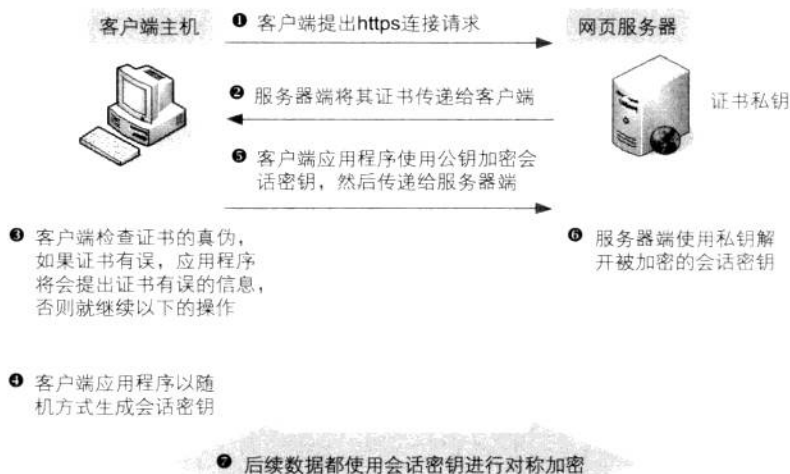 客户端主机
❶ 客户端提出https连接请求
网页服务器
❷ 服务器端将其证书传递给客户端
证书私钥
❺ 客户端应用程序使用公钥加密会
话密钥，然后传递给服务器端
❸ 客户端检查证书的真伪，
如果证书有误，应用程序
将会提出证书有误的信息，
否则就继续以下的操作
❻ 服务器端使用私钥解
开被加密的会话密钥
❹ 客户端应用程序以随
机方式生成会话密钥
❼ 后续数据都使用会话密钥进行对称加密